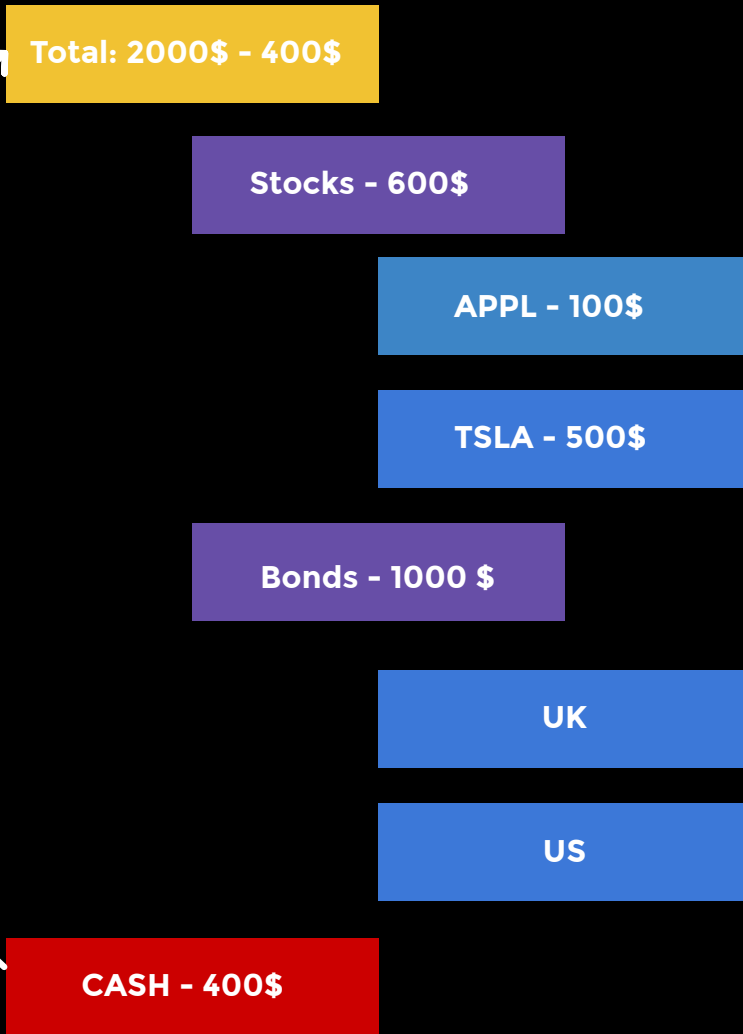 Total: 2000$ - 400$
Stocks - 600$
APPL - 100$
TSLA - 500$
Bonds - 1000 $
UK
US
CASH - 400$